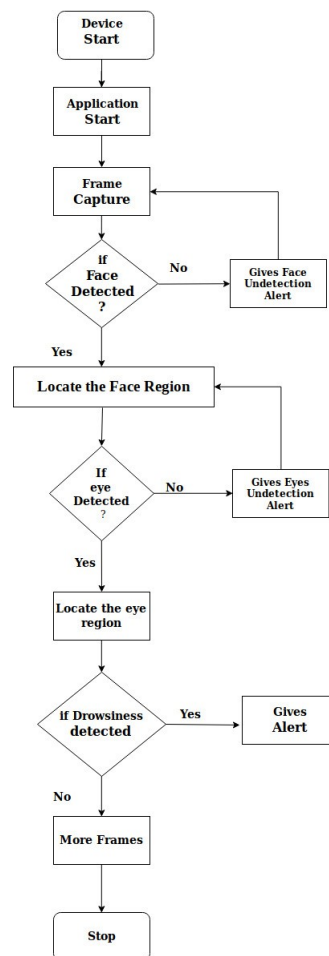 Device
Start
Application
Start
Frame
Capture
if
Face
Detected
?
No
Gives Face
Undetection
Alert
Yes
Locate the Face Region
If
eye
Detected
?
No
Gives Eyes
Undetection
Alert
Yes
Locate the eye
region
if Drowsiness
detected
Yes
Gives
Alert
No
More Frames
Stop